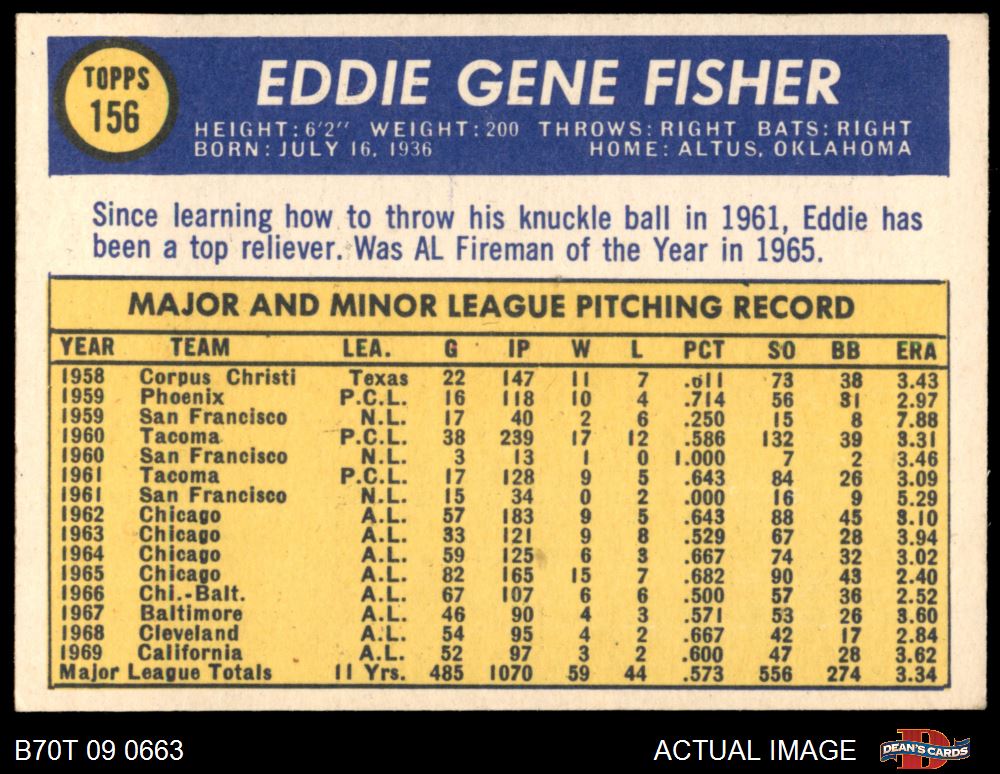 TOPPS
156
EDDIE GENE FISHER
HEIGHT: 6'2" WEIGHT: 200 THROWS: RIGHT BATS: RIGHT
BORN: JULY 16, 1936 HOME: ALTUS, OKLAHOMA
Since learning how to throw his knuckle ball in 1961, Eddie has
been a top reliever. Was AL Fireman of the Year in 1965.
MAJOR AND MINOR LEAGUE PITCHING RECORD
YEAR TEAM LEA. G IP W L PCT SO BB ERA
1958 Corpus Christi Texas 22 147 11 7 .611 73 38 3.43
1959 Phoenix P.C.L. 16 118 10 4 .714 56 31 2.97
1959 San Francisco N.L. 17 40 2 6 .250 15 8 7.88
1960 Tacoma P.C.L. 38 239 17 12 .586 132 39 3.31
1960 San Francisco N.L. 3 13 1 0 1.000 7 2 3.46
1961 Tacoma P.C.L. 17 128 9 5 .643 84 26 3.09
1961 San Francisco N.L. 15 34 0 2 .000 16 9 5.29
1962 Chicago A.L. 57 183 9 5 .643 88 45 3.10
1963 Chicago A.L. 33 121 9 8 .529 67 28 3.94
1964 Chicago A.L. 59 125 6 3 .667 74 32 3.02
1965 Chicago A.L. 82 165 15 7 .682 90 43 2.40
1966 Chi.-Balt. A.L. 67 107 6 6 .500 57 36 2.52
1967 Baltimore A.L. 46 90 4 3 .571 53 26 3.60
1968 Cleveland A.L. 54 95 4 2 .667 42 17 2.84
1969 California A.L. 52 97 3 2 .600 47 28 3.62
Major League Totals 11 Yrs. 485 1070 59 44 .573 556 274 3.34
B70T 09 0663 ACTUAL IMAGE DEAN'S CARDS